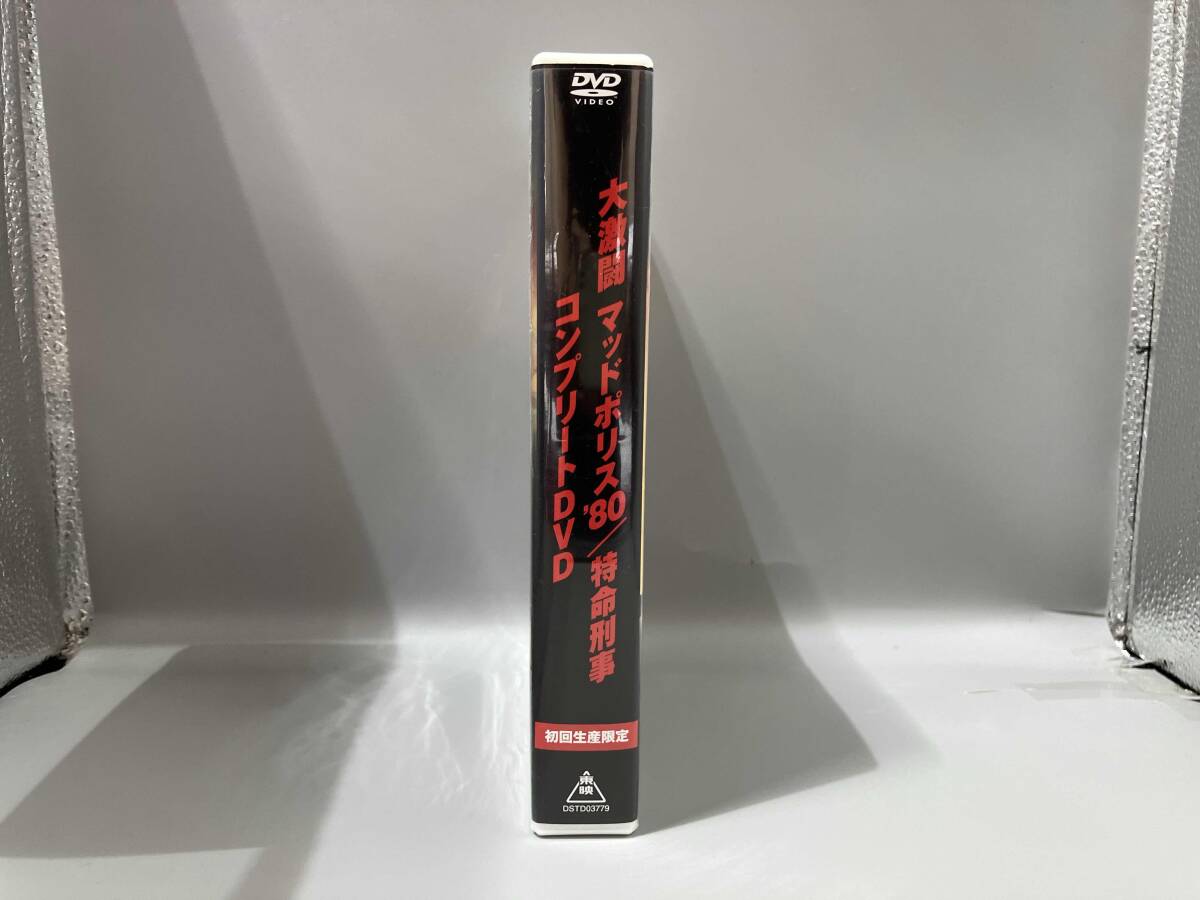 DVD
VIDEO
大激闘 マッドポリス'80/特命刑事
コンプリートDVD
初回生産限定
東映
DSTD03779